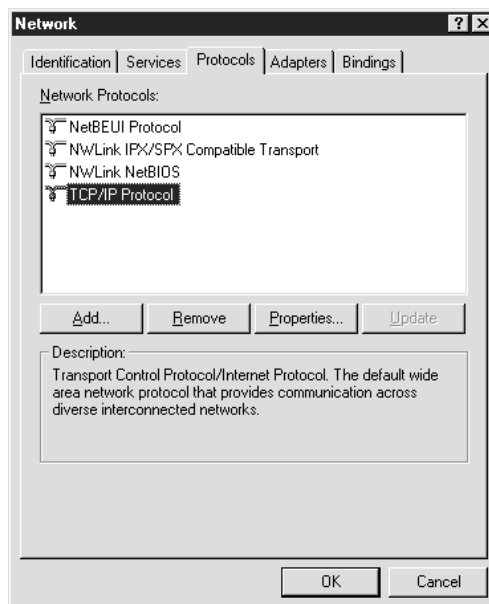 Network
Identification Services Protocols Adapters Bindings
Network Protocols:
NetBEUI Protocol
NWLink IPX/SPX Compatible Transport
NWLink NetBIOS
TCP/IP Protocol
Add... Remove Properties... Update
Description:
Transport Control Protocol/Internet Protocol. The default wide
area network protocol that provides communication across
diverse interconnected networks.
OK Cancel